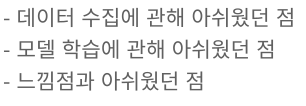 - 데이터 수집에 관해 아쉬웠던 점
- 모델 학습에 관해 아쉬웠던 점
- 느낌점과 아쉬웠던 점